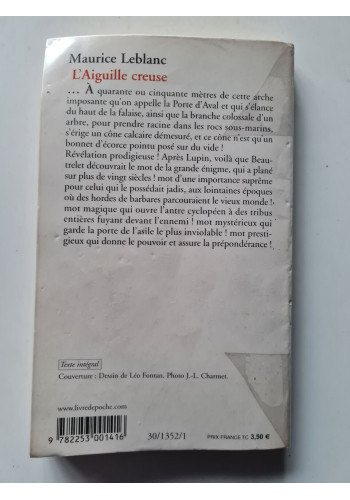 Maurice Leblanc
L'Aiguille creuse
... À quarante ou cinquante mètres de cette arche
imposante qu'on appelle la Porte d'Aval et qui s'élance
du haut de la falaise, ainsi que la branche colossale d'un
arbre, pour prendre racine dans les rocs sous-marins,
s'érige un cône calcaire démesuré, et ce cône n'est qu'un
bonnet d'écorce pointu posé sur du vide !
Révélation prodigieuse ! Après Lupin, voilà que Beau-
trelet découvrait le mot de la grande énigme, qui a plané
sur plus de vingt siècles ! mot d'une importance suprême
pour celui qui le possédait jadis, aux lointaines époques
où des hordes de barbares parcouraient le vieux monde !
mot magique qui ouvre l'antre cyclopéen à des tribus
entières fuyant devant l'ennemi ! mot mystérieux qui
garde la porte de l'asile le plus inviolable ! mot presti-
gieux qui donne le pouvoir et assure la prépondérance !
Texte intégral
Couverture : Dessin de Léo Fontan. Photo J.-L. Charmet.
www.livredepoche.com
9 782253 001416
30/1352/1
PRIX FRANCE TC 3,50 €